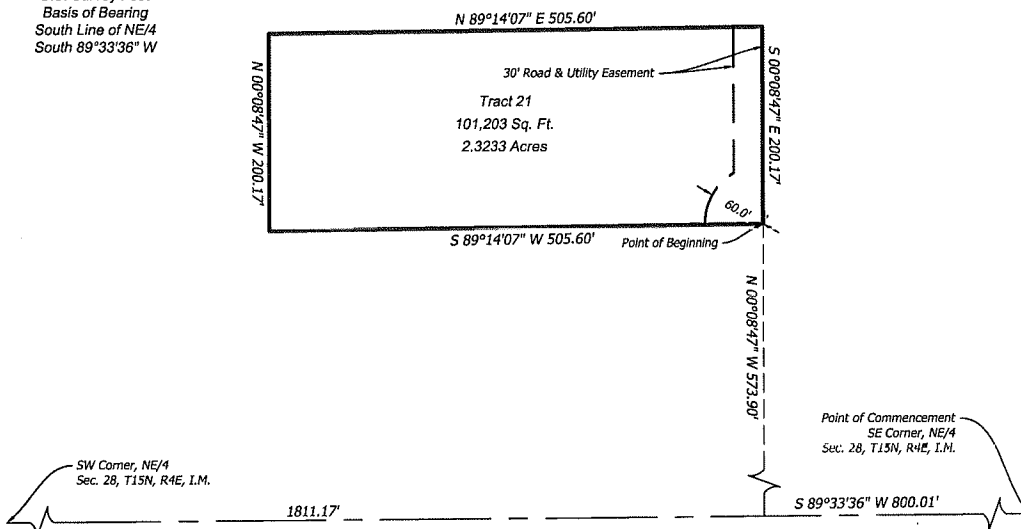 Basis of Bearing
South Line of NE/4
South 89°33'36" W
N 89°14'07" E 505.60'
30' Road & Utility Easement
S 00°08'47" E 200.17'
N 00°08'47" W 200.17'
Tract 21
101,203 Sq. Ft.
2.3233 Acres
60.0'
S 89°14'07" W 505.60'
Point of Beginning
N 00°08'47" W 573.90'
Point of Commencement
SE Corner, NE/4
Sec. 28, T15N, R4E, I.M.
SW Corner, NE/4
Sec. 28, T15N, R4E, I.M.
1811.17'
S 89°33'36" W 800.01'